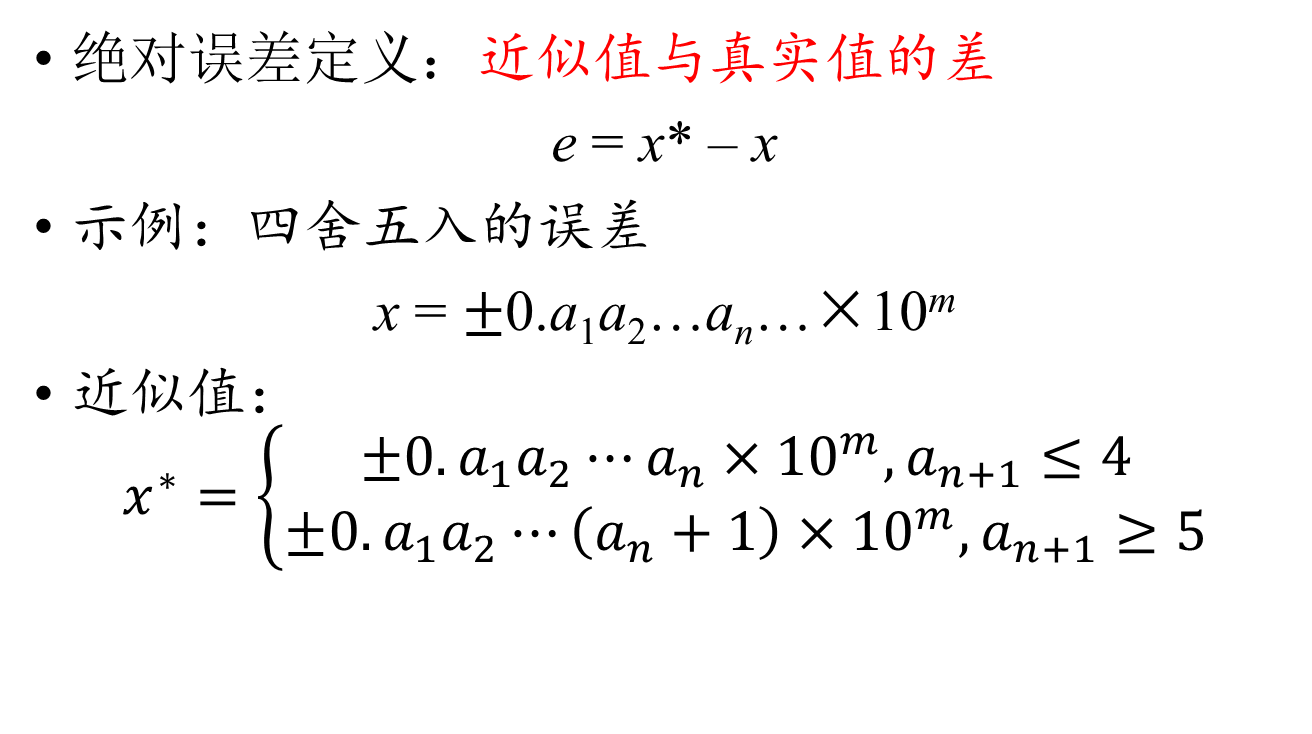 • 绝对误差定义：近似值与真实值的差
e = x* – x
• 示例：四舍五入的误差
x = ±0.a₁a₂…aₙ…×10ᵐ
• 近似值：
x* = { ±0.a₁a₂⋯aₙ × 10ᵐ, aₙ₊₁ ≤ 4
±0.a₁a₂⋯(aₙ + 1) × 10ᵐ, aₙ₊₁ ≥ 5